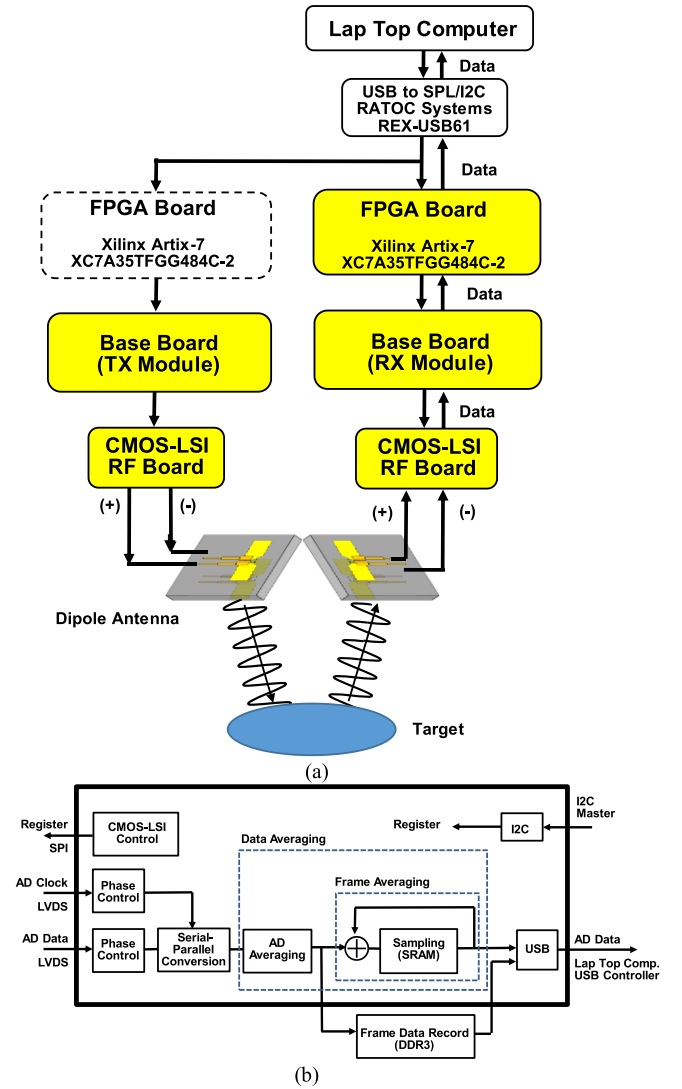 Lap Top Computer
Data
USB to SPL/I2C
RATOC Systems
REX-USB61
Data
FPGA Board
Xilinx Artix-7
XC7A35TFGG484C-2
FPGA Board
Xilinx Artix-7
XC7A35TFGG484C-2
Data
Base Board
(TX Module)
Base Board
(RX Module)
Data
CMOS-LSI
RF Board
CMOS-LSI
RF Board
(+)
(-)
(+)
(-)
Dipole Antenna
Target
(a)
Register
SPI
CMOS-LSI
Control
Register
I2C
I2C
Master
Data Averaging
AD Clock
LVDS
Phase
Control
Frame Averaging
AD Data
LVDS
Phase
Control
Serial-
Parallel
Conversion
AD
Averaging
Sampling
(SRAM)
USB
AD Data
Lap Top Comp.
USB Controller
Frame Data Record
(DDR3)
(b)